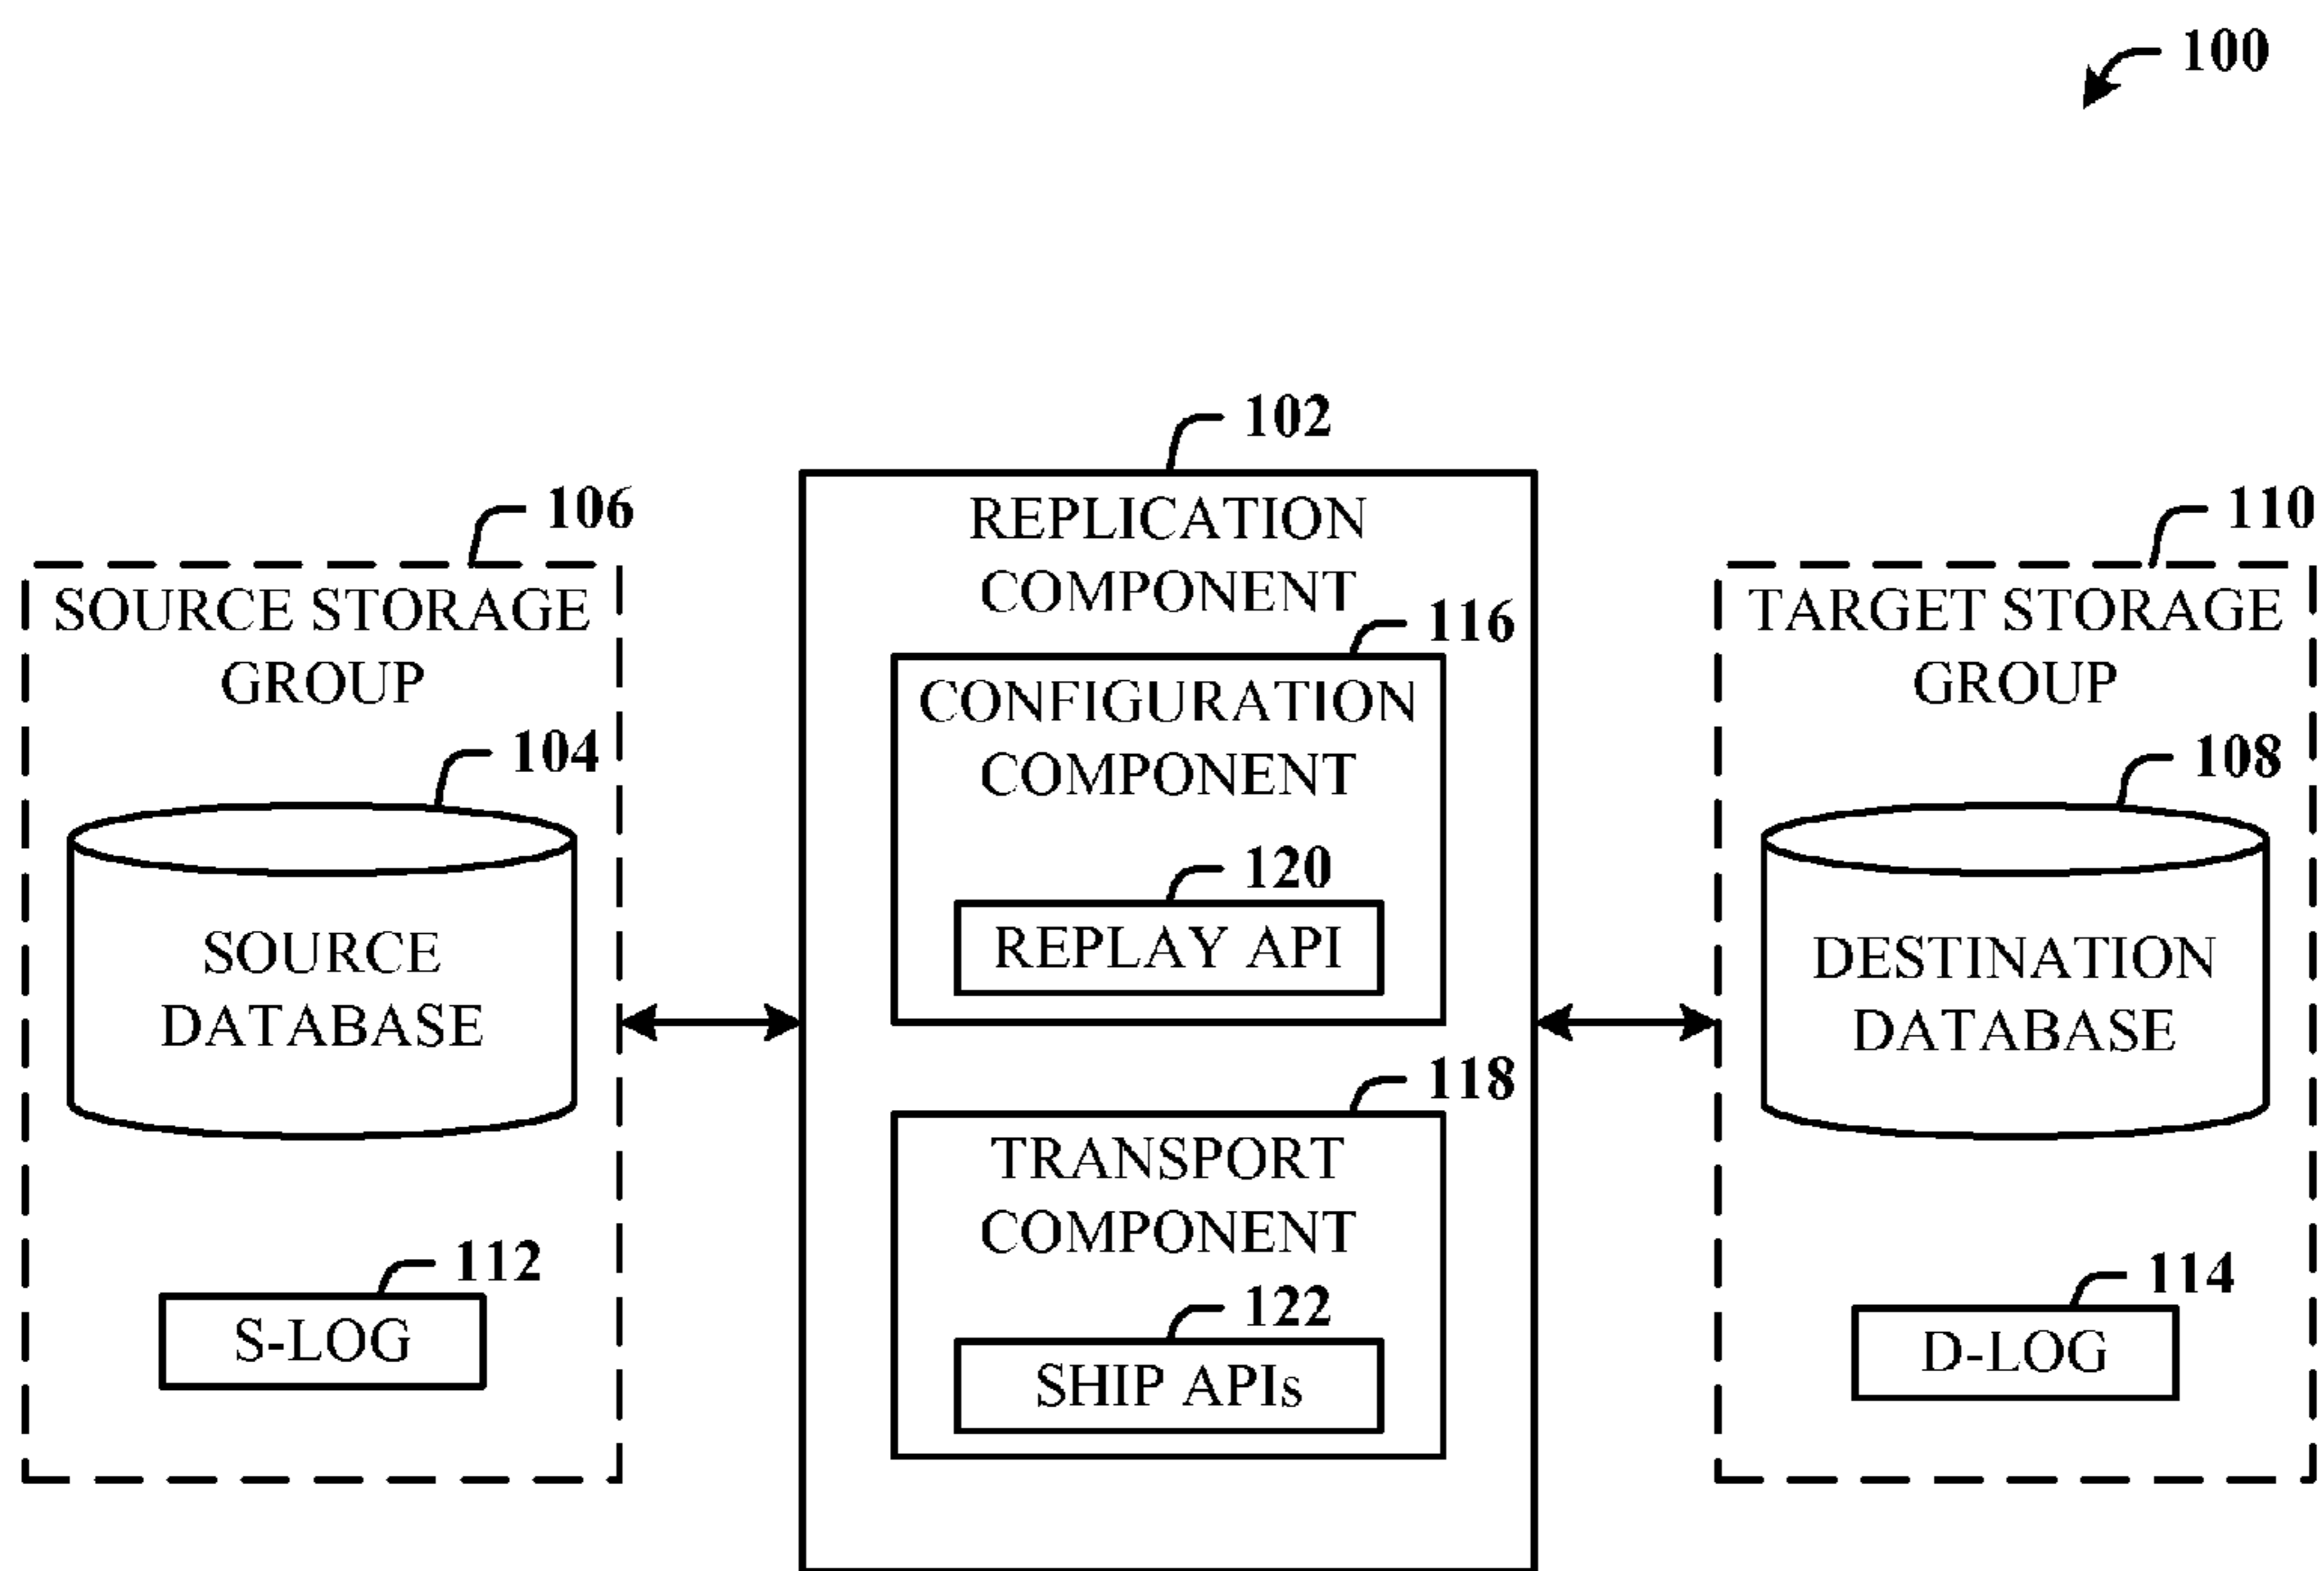 100
102
REPLICATION
COMPONENT
106
SOURCE STORAGE
GROUP
104
SOURCE
DATABASE
112
S-LOG
116
CONFIGURATION
COMPONENT
120
REPLAY API
118
TRANSPORT
COMPONENT
122
SHIP APIs
110
TARGET STORAGE
GROUP
108
DESTINATION
DATABASE
114
D-LOG